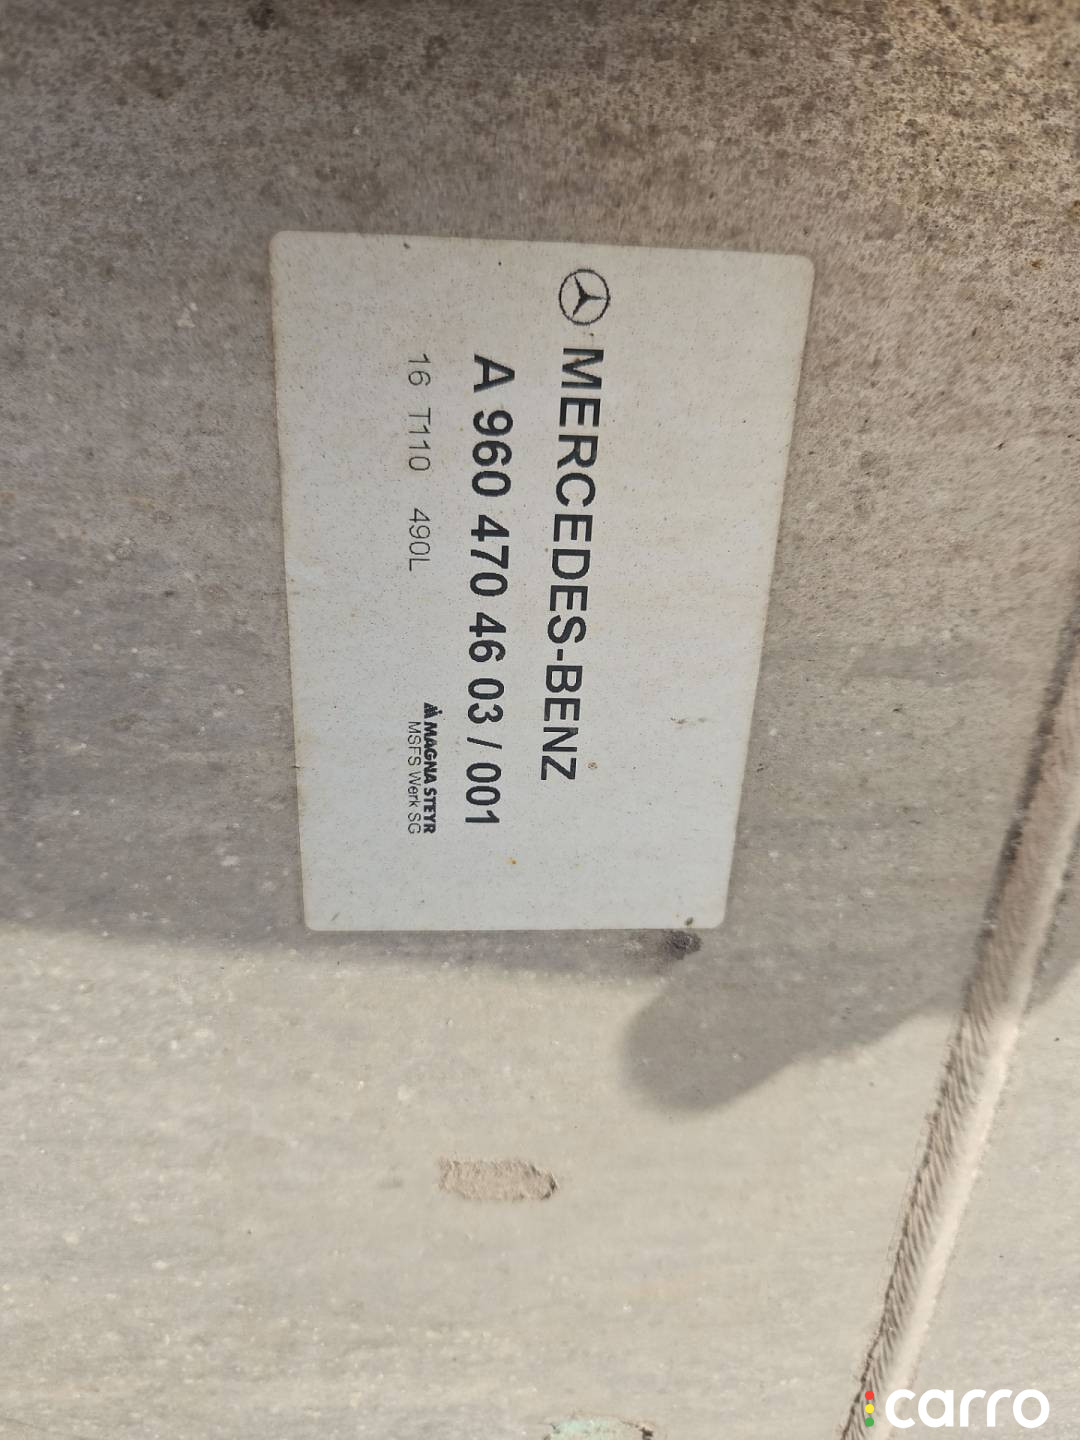 MERCEDES-BENZ
A 960 470 46 03 / 001
16 T110 490L
MAGNA STEYR
MSFS Werk SG
carro